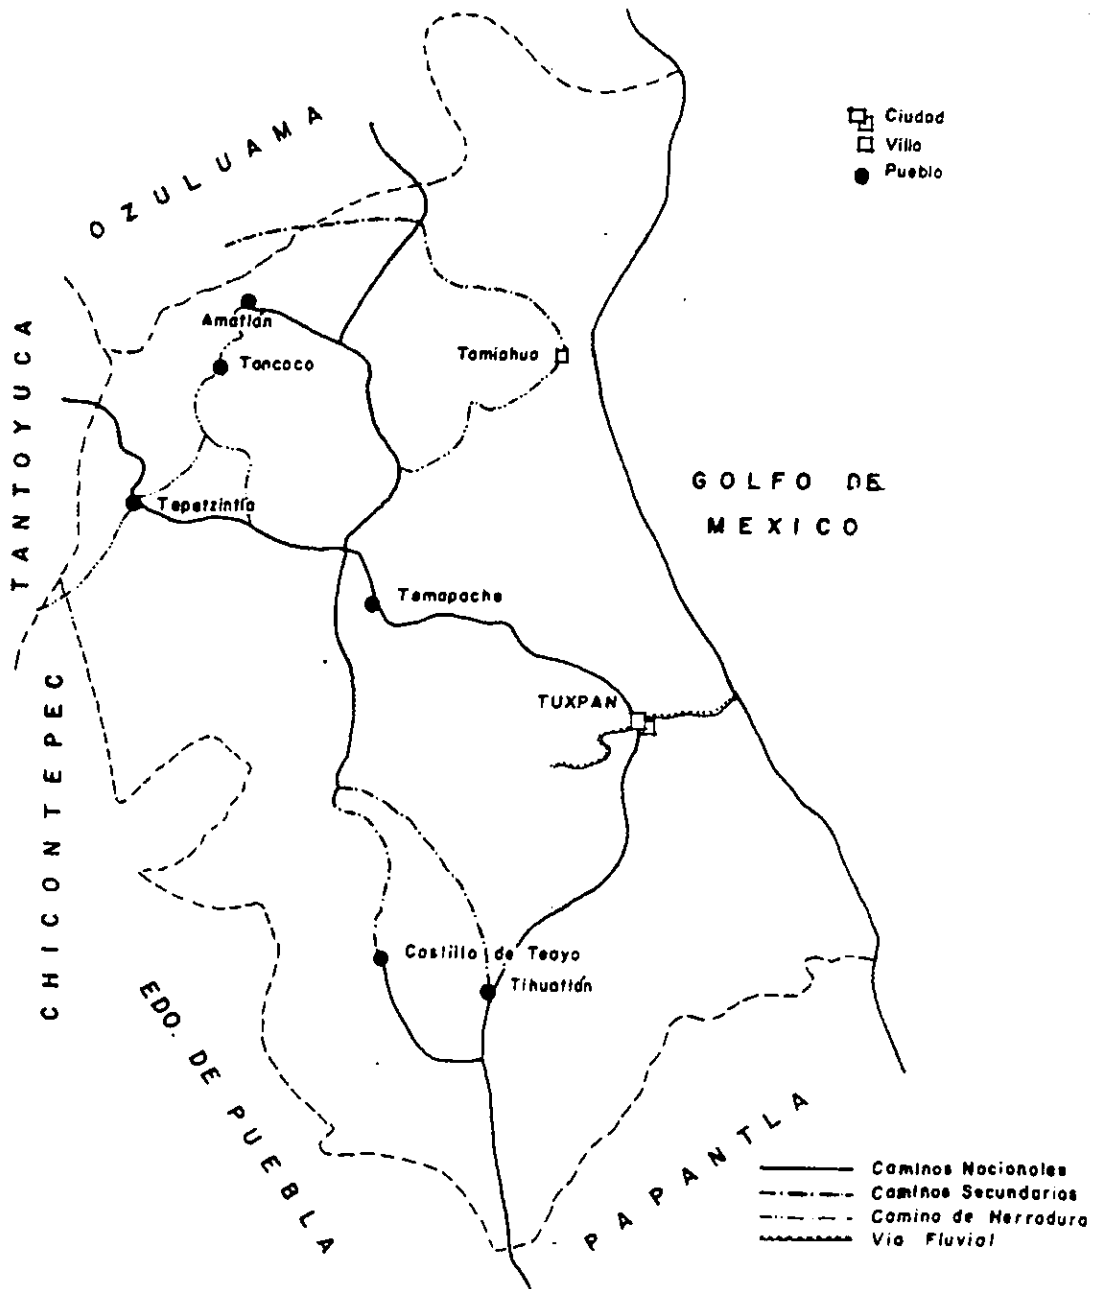 Ciudad
Villa
Pueblo
OZULUAMA
TANTOYUCA
Amatlán
Tancoco
Tamiahua
GOLFO DE
MEXICO
Tepetzintla
Temapache
TUXPAN
CHICONTEPEC
Castillo de Teayo
Tihuatlán
EDO. DE PUEBLA
PAPANTLA
Caminos Nacionales
Caminos Secundarios
Camino de Herradura
Via Fluvial